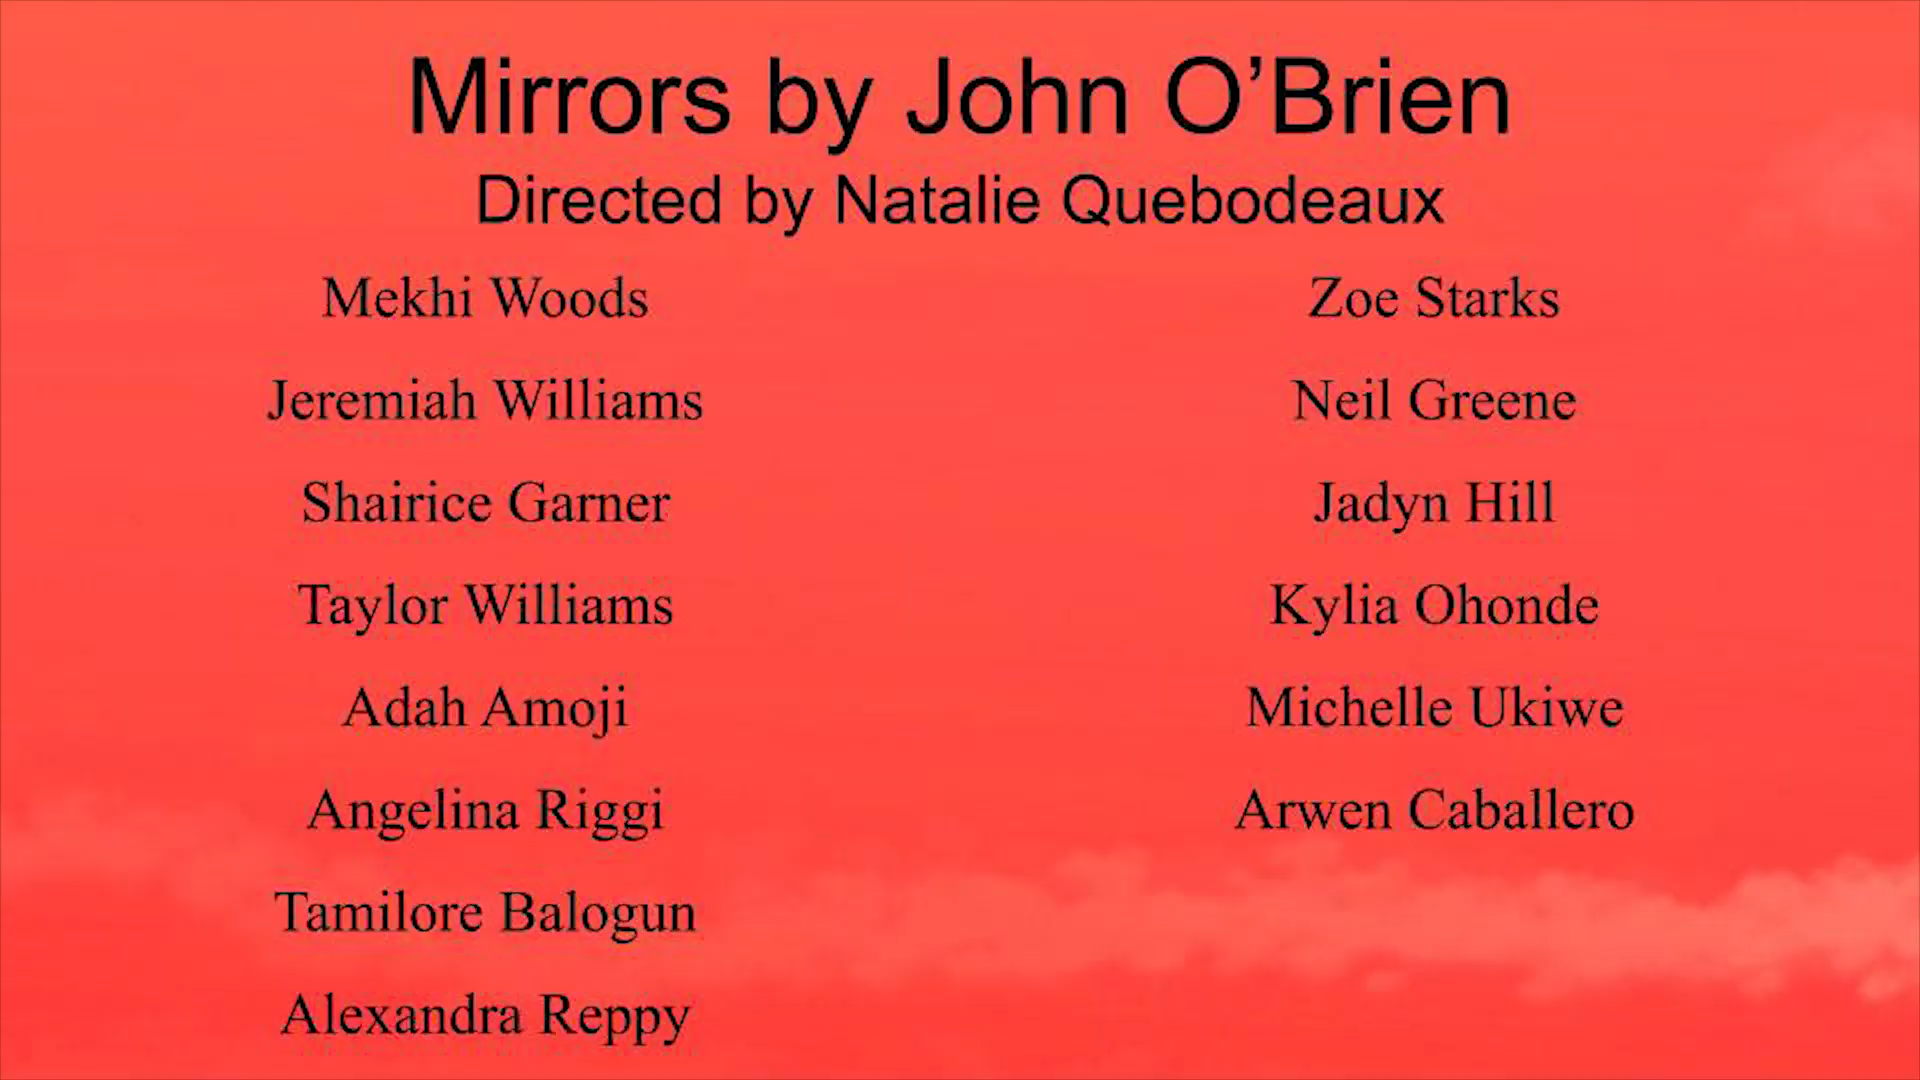 Mirrors by John O’Brien
Directed by Natalie Quebodeaux
Mekhi Woods
Jeremiah Williams
Shairice Garner
Taylor Williams
Adah Amoji
Angelina Riggi
Tamilore Balogun
Alexandra Reppy
Zoe Starks
Neil Greene
Jadyn Hill
Kylia Ohonde
Michelle Ukiwe
Arwen Caballero